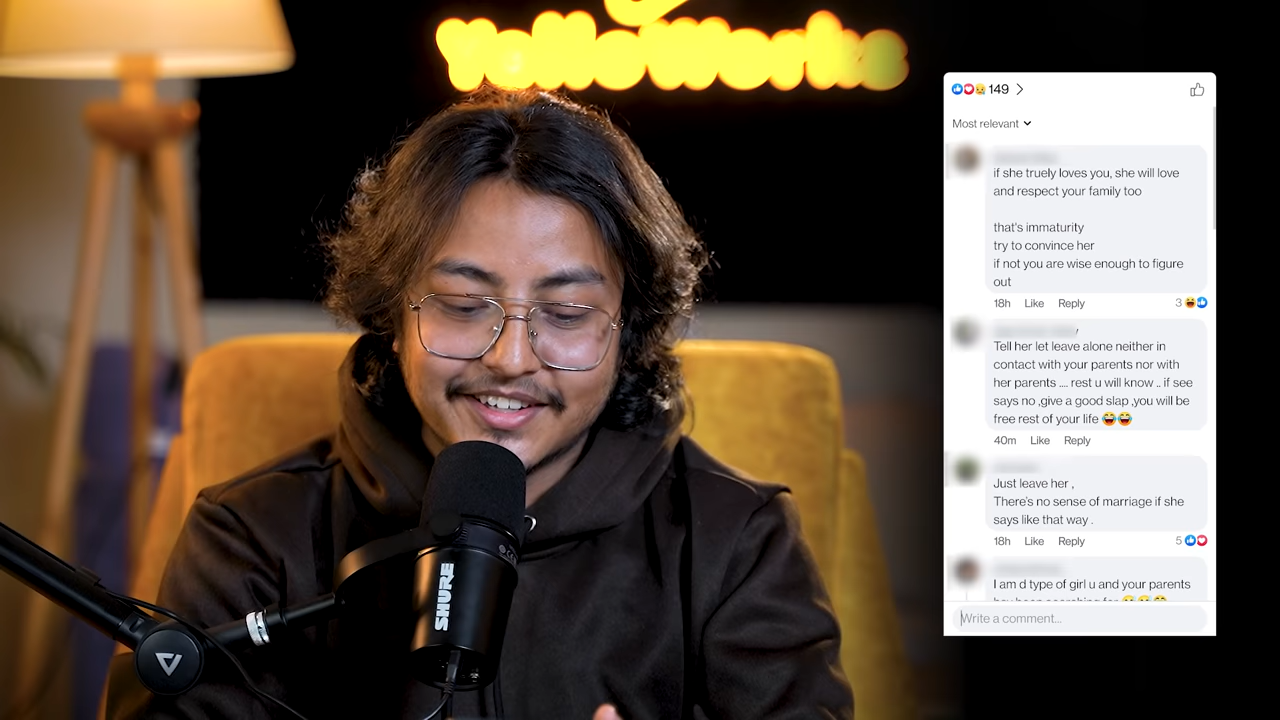 149
Most relevant
if she truely loves you, she will love
and respect your family too
that's immaturity
try to convince her
if not you are wise enough to figure
out
18h Like Reply 3
Tell her let leave alone neither in
contact with your parents nor with
her parents .... rest u will know .. if see
says no ,give a good slap ,you will be
free rest of your life 😂😂
40m Like Reply
Just leave her ,
There's no sense of marriage if she
says like that way .
18h Like Reply 5
I am d type of girl u and your parents
Write a comment...
SHURE